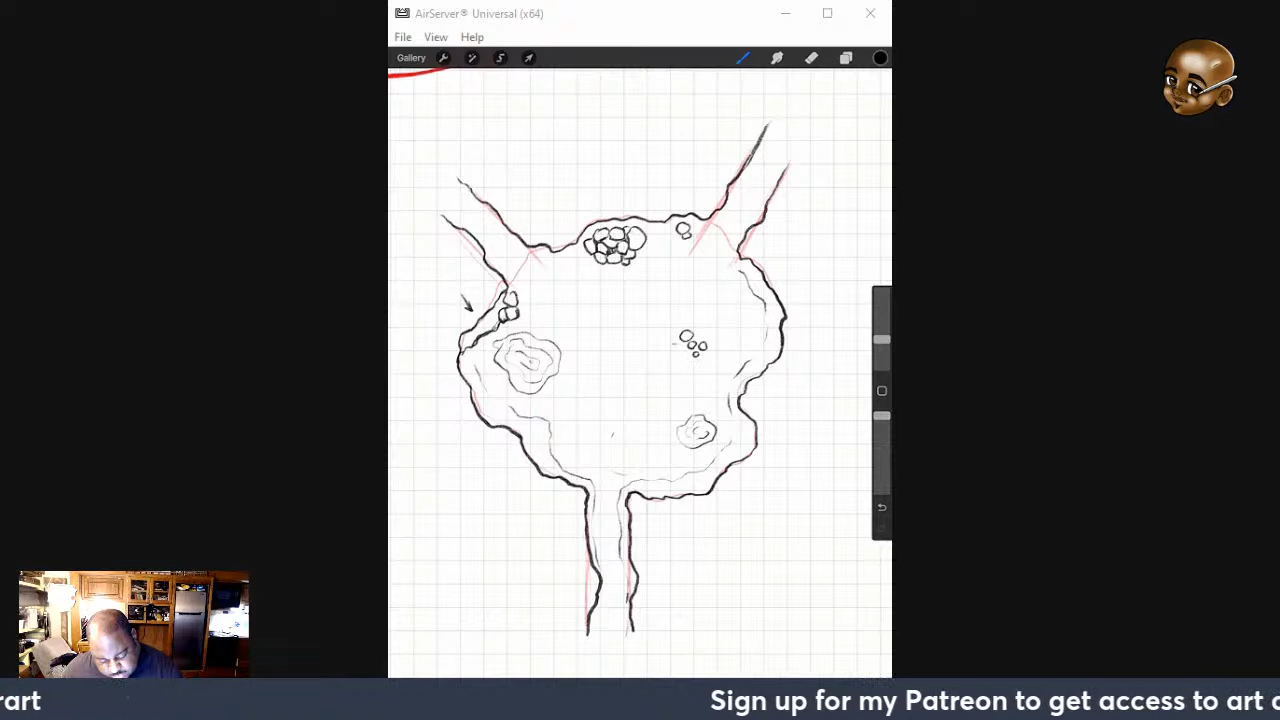 AirServer® Universal (x64)
File View Help
Gallery
rart Sign up for my Patreon to get access to art